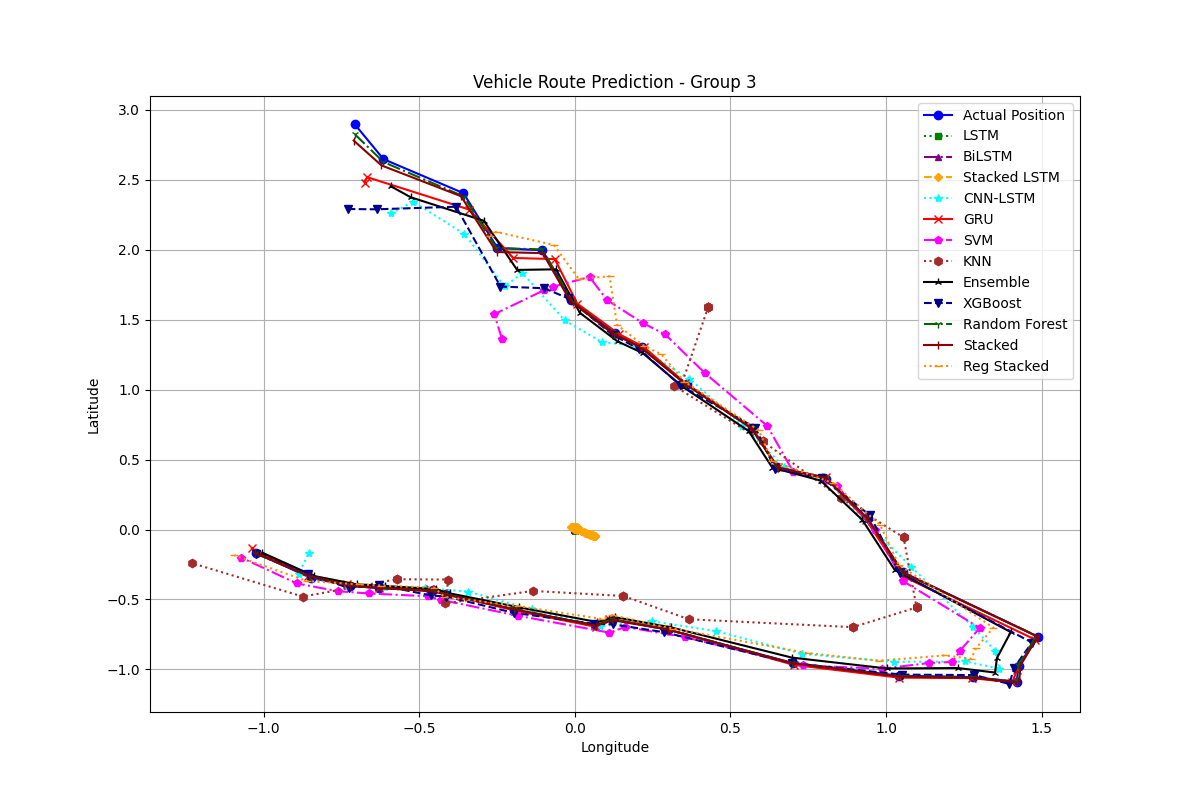 Vehicle Route Prediction - Group 3
3.0
2.5
2.0
1.5
1.0
0.5
0.0
−0.5
−1.0
Latitude
−1.0
−0.5
0.0
0.5
1.0
1.5
Longitude
Actual Position
LSTM
BiLSTM
Stacked LSTM
CNN-LSTM
GRU
SVM
KNN
Ensemble
XGBoost
Random Forest
Stacked
Reg Stacked